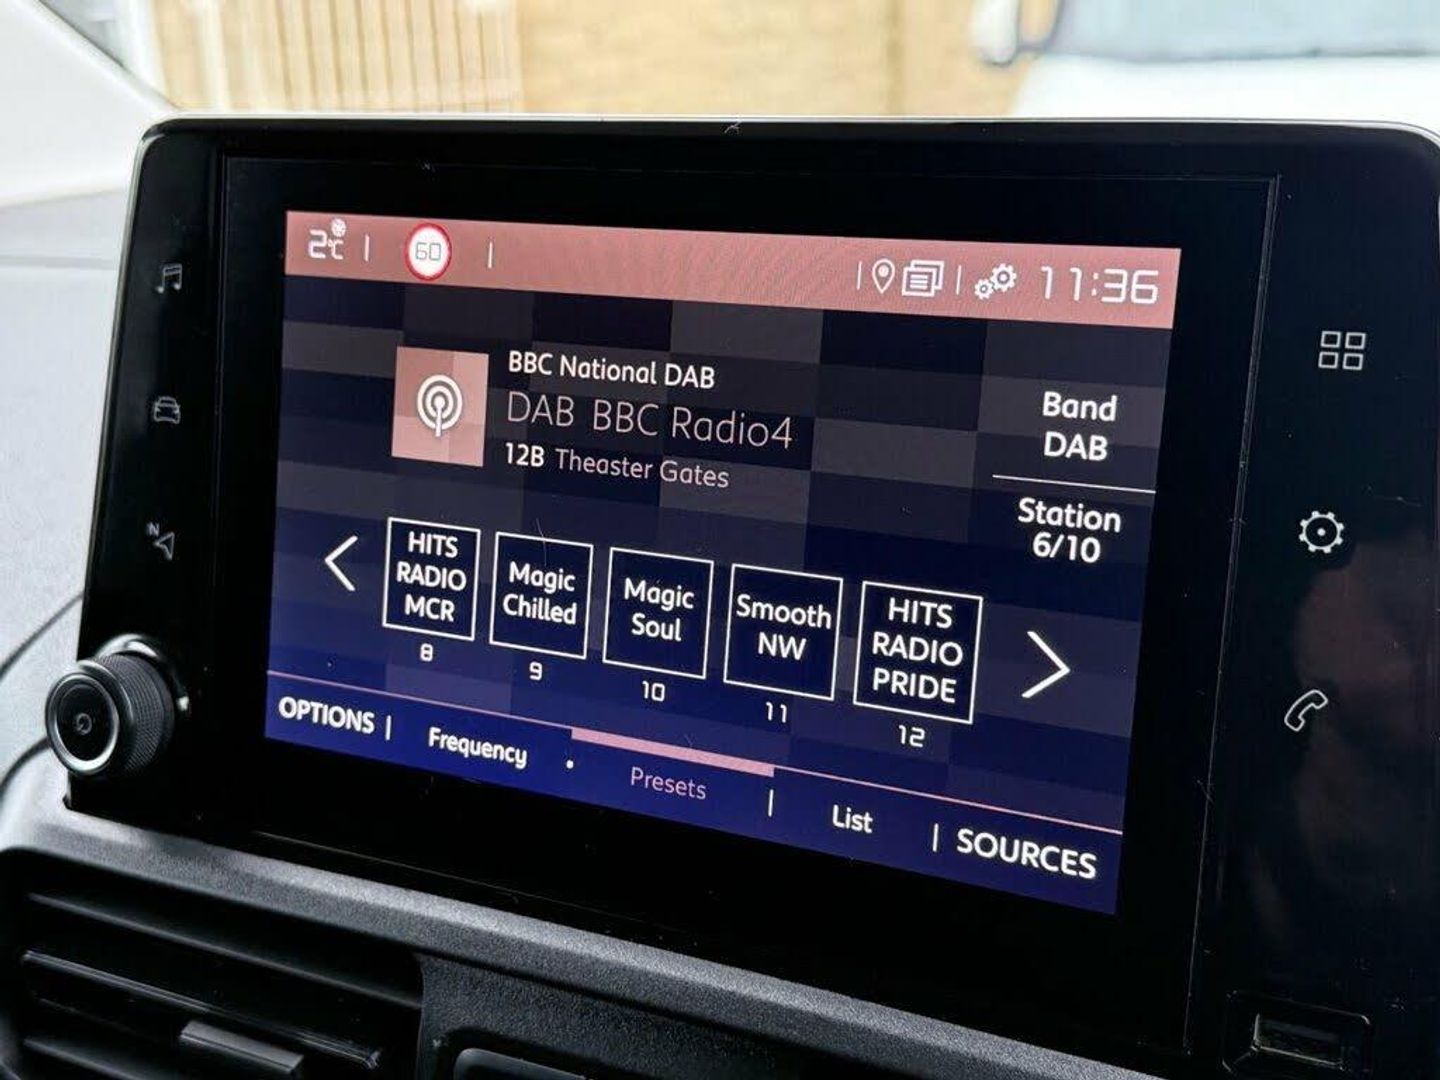 2°C
60
11:36
BBC National DAB
DAB BBC Radio4
12B Theaster Gates
Band
DAB
Station
6/10
HITS
RADIO
MCR
8
Magic
Chilled
9
Magic
Soul
10
Smooth
NW
11
HITS
RADIO
PRIDE
12
N
OPTIONS
Frequency
Presets
List
SOURCES